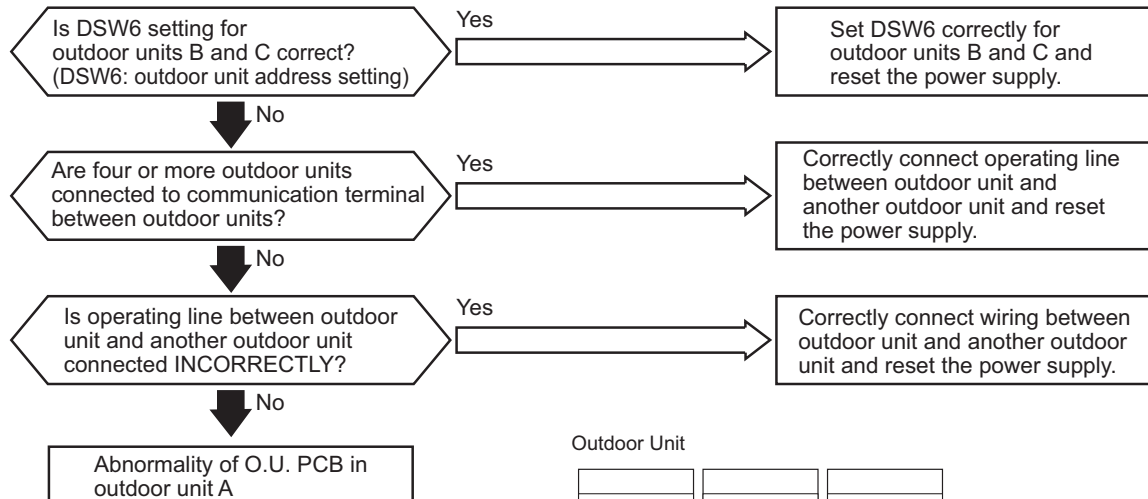 Is DSW6 setting for
outdoor units B and C correct?
(DSW6: outdoor unit address setting)
Yes
Set DSW6 correctly for
outdoor units B and C and
reset the power supply.
No
Are four or more outdoor units
connected to communication terminal
between outdoor units?
Yes
Correctly connect operating line
between outdoor unit and
another outdoor unit and reset
the power supply.
No
Is operating line between outdoor
unit and another outdoor unit
connected INCORRECTLY?
Yes
Correctly connect wiring between
outdoor unit and another outdoor
unit and reset the power supply.
No
Abnormality of O.U. PCB in
outdoor unit A
Outdoor Unit